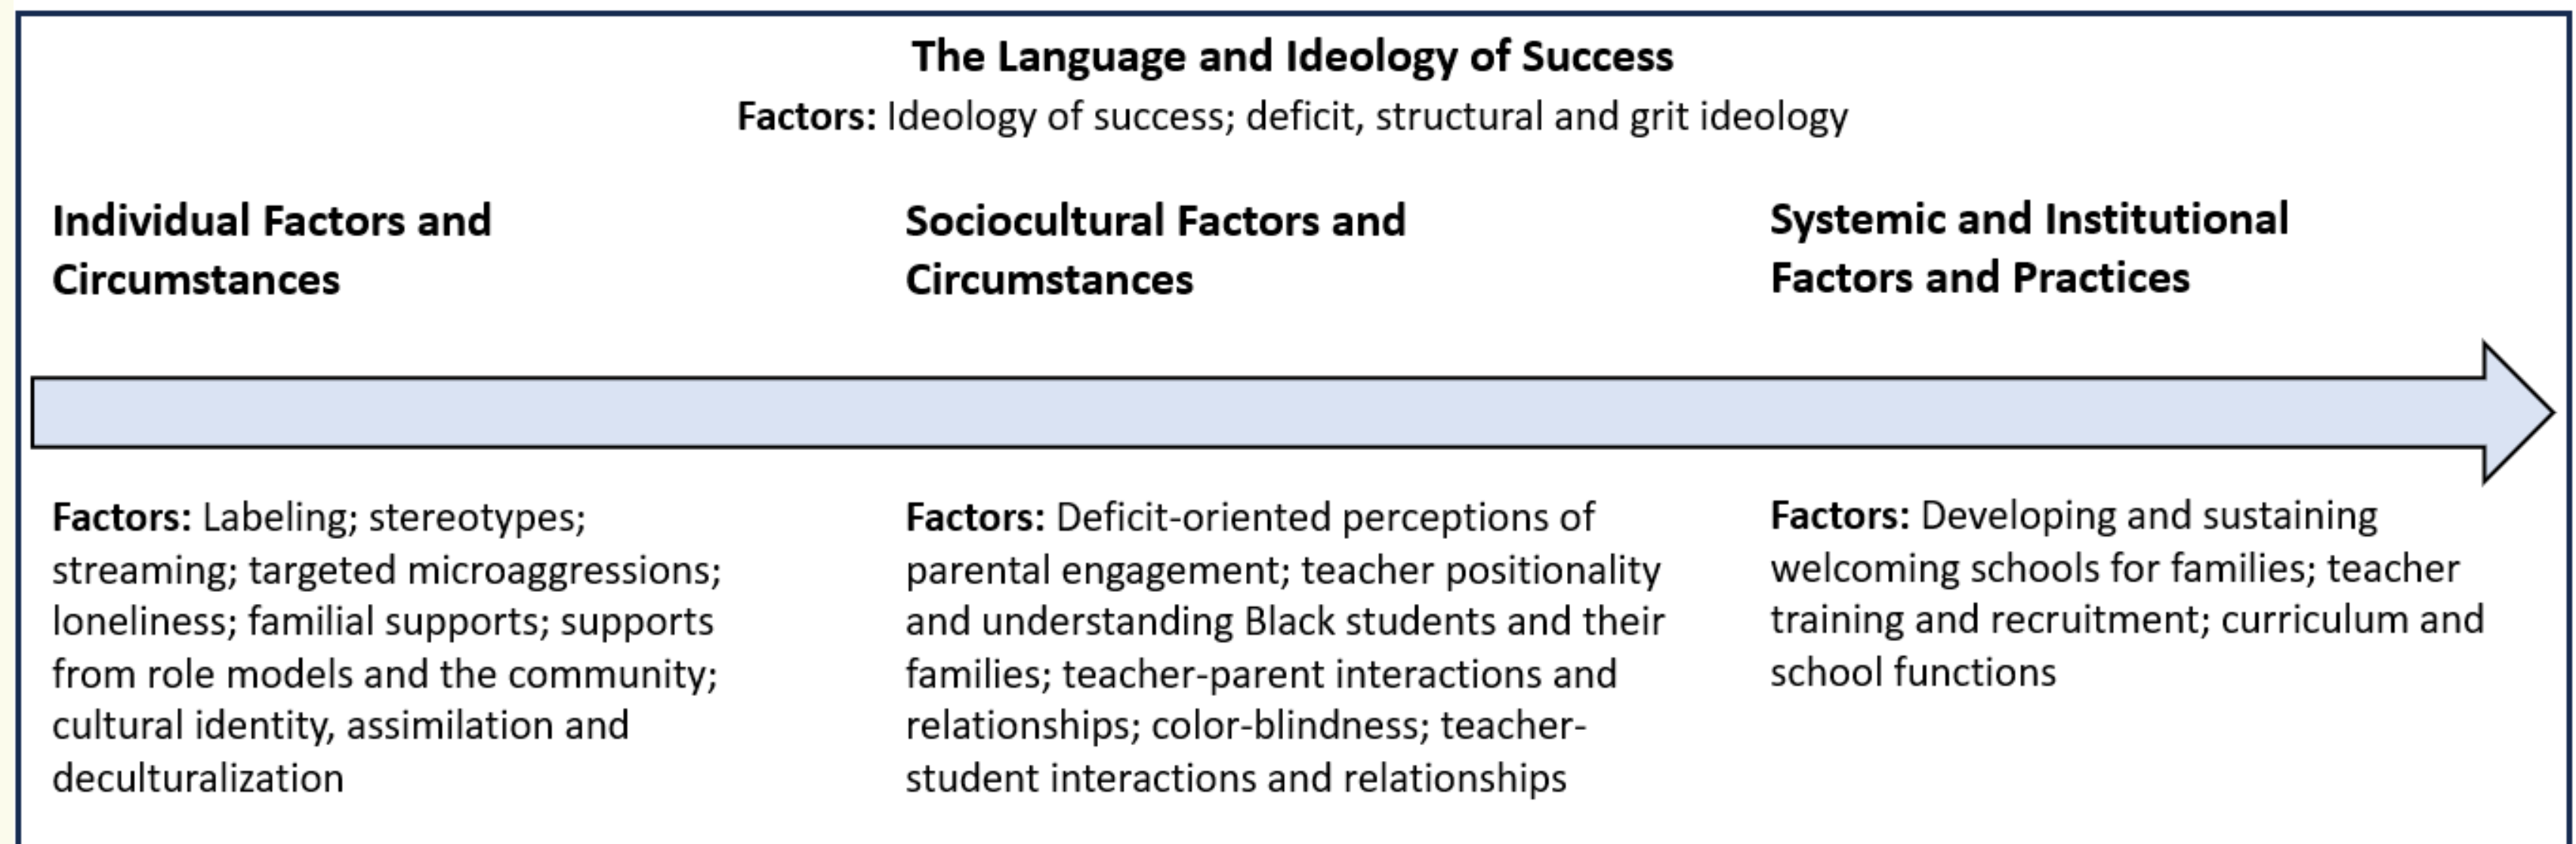 The Language and Ideology of Success
Factors: Ideology of success; deficit, structural and grit ideology
Individual Factors and
Circumstances
Sociocultural Factors and
Circumstances
Systemic and Institutional
Factors and Practices
Factors: Labeling; stereotypes;
streaming; targeted microaggressions;
loneliness; familial supports; supports
from role models and the community;
cultural identity, assimilation and
deculturalization
Factors: Deficit-oriented perceptions of
parental engagement; teacher positionality
and understanding Black students and their
families; teacher-parent interactions and
relationships; color-blindness; teacher-
student interactions and relationships
Factors: Developing and sustaining
welcoming schools for families; teacher
training and recruitment; curriculum and
school functions